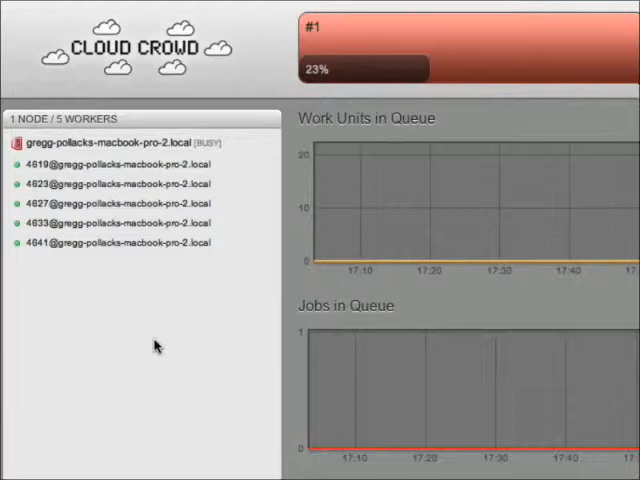 CLOUD CROWD
#1
23%
1 NODE / 5 WORKERS
gregg-pollacks-macbook-pro-2.local [BUSY]
4619@gregg-pollacks-macbook-pro-2.local
4623@gregg-pollacks-macbook-pro-2.local
4627@gregg-pollacks-macbook-pro-2.local
4633@gregg-pollacks-macbook-pro-2.local
4641@gregg-pollacks-macbook-pro-2.local
Work Units in Queue
20
10
0
17:10 17:20 17:30 17:40
Jobs in Queue
1
0
17:10 17:20 17:30 17:40